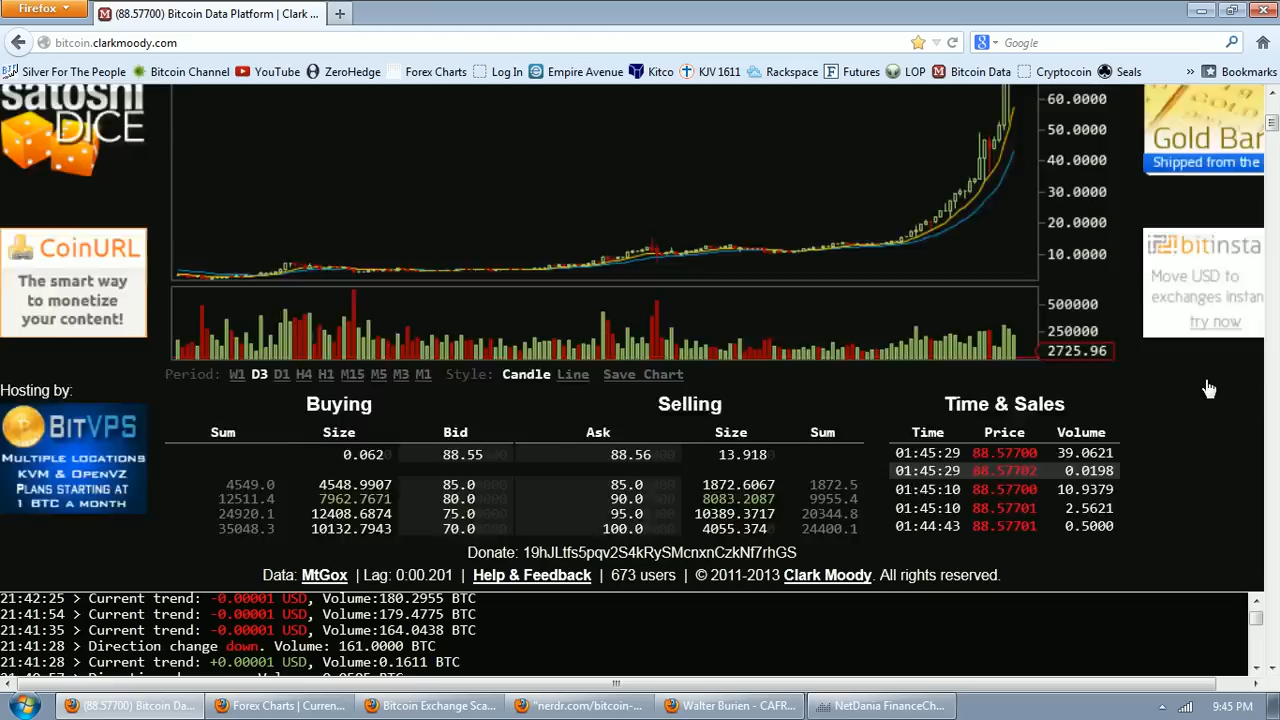 Firefox
(88.57700) Bitcoin Data Platform | Clark ...
bitcoin.clarkmoody.com
Google
Silver For The People Bitcoin Channel YouTube ZeroHedge Forex Charts Log In Empire Avenue Kitco KJV 1611 Rackspace Futures LOP Bitcoin Data Cryptocoin Seals » Bookmarks
satoshi
DICE
60.0000
50.0000
40.0000
30.0000
20.0000
10.0000
500000
250000
2725.96
Gold Bar
Shipped from the
CoinURL
The smart way
to monetize
your content!
bitinsta
Move USD to
exchanges instan
try now
Period: W1 D3 D1 H4 H1 M15 M5 M3 M1 Style: Candle Line Save Chart
Hosting by:
BitVPS
MULTIPLE LOCATIONS
KVM & OPENVZ
PLANS STARTING AT
1 BTC A MONTH
Buying Selling Time & Sales
Sum Size Bid Ask Size Sum Time Price Volume
0.062 88.55 88.56 13.918 01:45:29 88.57700 39.0621
01:45:29 88.57702 0.0198
4549.0 4548.9907 85.0 85.0 1872.6067 1872.5 01:45:10 88.57700 10.9379
12511.4 7962.7671 80.0 90.0 8083.2087 9955.4
24920.1 12408.6874 75.0 95.0 10389.3717 20344.8 01:45:10 88.57701 2.5621
35048.3 10132.7943 70.0 100.0 4055.374 24400.1 01:44:43 88.57701 0.5000
Donate: 19hJLtfs5pqv2S4kRySMcnxnCzkNf7rhGS
Data: MtGox | Lag: 0:00.201 | Help & Feedback | 673 users | © 2011-2013 Clark Moody. All rights reserved.
21:42:25 > Current trend: -0.00001 USD, Volume:180.2955 BTC
21:41:54 > Current trend: -0.00001 USD, Volume:179.4775 BTC
21:41:35 > Current trend: -0.00001 USD, Volume:164.0438 BTC
21:41:28 > Direction change down. Volume: 161.0000 BTC
21:41:28 > Current trend: +0.00001 USD, Volume:0.1611 BTC
(88.57700) Bitcoin Da... Forex Charts | Curren... Bitcoin Exchange Sca... "nerdr.com/bitcoin-... Walter Burien - CAFR... NetDania FinanceCh... 9:45 PM